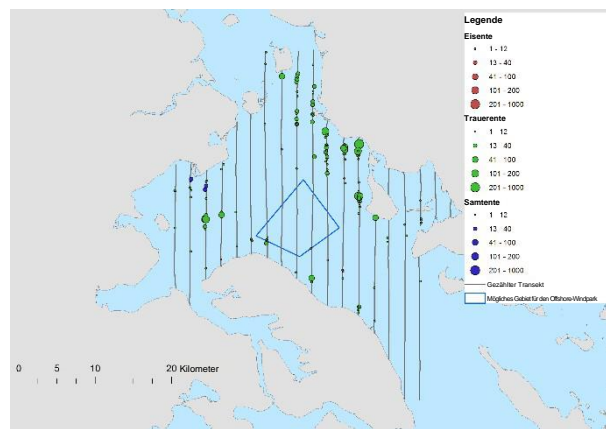 Legende
Eisente
1 - 12
13 - 40
41 - 100
101 - 200
201 - 1000
Trauerente
1 - 12
13 - 40
41 - 100
101 - 200
201 - 1000
Samtente
1 - 12
13 - 40
41 - 100
101 - 200
201 - 1000
Gezählter Transekt
Mögliches Gebiet für den Offshore-Windpark
0 5 10 20 Kilometer